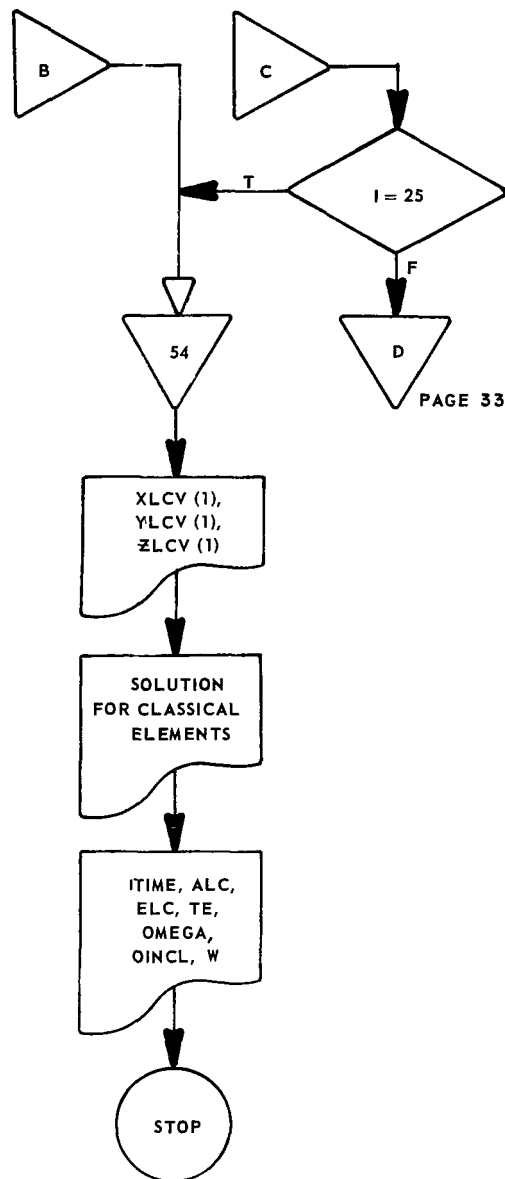 B
C
T
I = 25
F
54
D
PAGE 33
XLCV (1),
YLCV (1),
ZLCV (1)
SOLUTION
FOR CLASSICAL
ELEMENTS
ITIME, ALC,
ELC, TE,
OMEGA,
OINCL, W
STOP